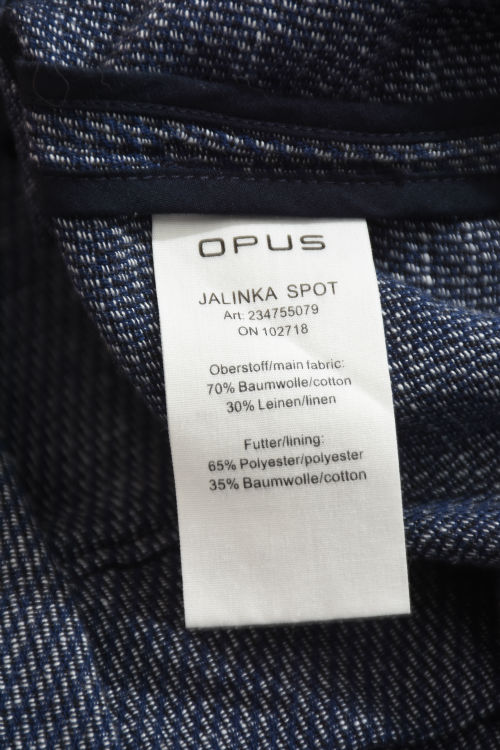 OPUS
JALINKA SPOT
Art: 234755079
ON 102718
Oberstoff/main fabric:
70% Baumwolle/cotton
30% Leinen/linen
Futter/lining:
65% Polyester/polyester
35% Baumwolle/cotton